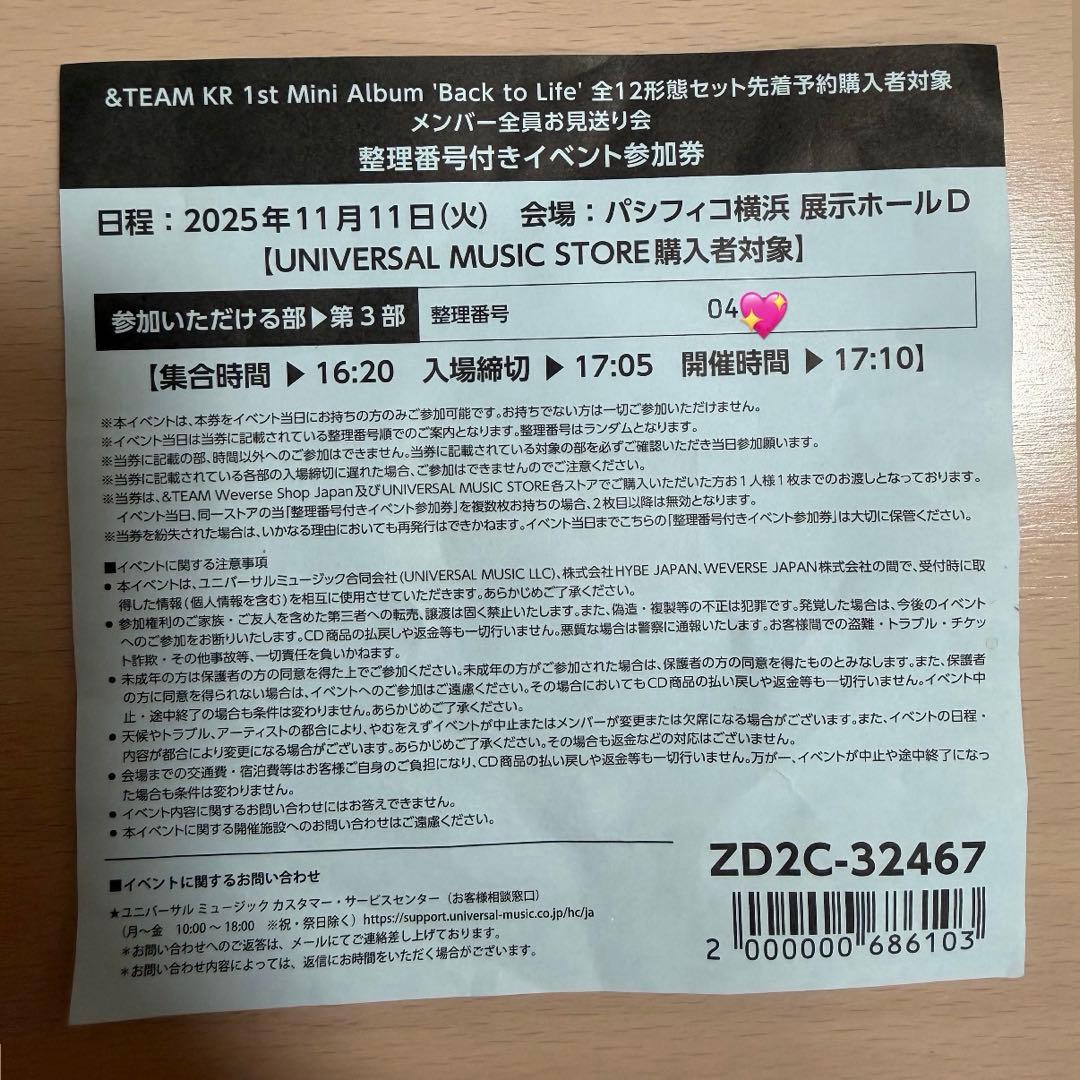 &TEAM KR 1st Mini Album 'Back to Life' 全12形態セット先着予約購入者対象
メンバー全員お見送り会
整理番号付きイベント参加券
日程：2025年11月11日(火)　会場：パシフィコ横浜 展示ホールD
【UNIVERSAL MUSIC STORE購入者対象】
参加いただける部▶第3部　整理番号　04
【集合時間 ▶ 16:20　入場締切 ▶ 17:05　開催時間 ▶ 17:10】
※本イベントは、本券をイベント当日にお持ちの方のみご参加可能です。お持ちでない方は一切ご参加いただけません。
※イベント当日は当券に記載されている整理番号順でのご案内となります。整理番号はランダムとなります。
※当券に記載の部、時間以外へのご参加はできません。当券に記載されている対象の部を必ずご確認いただき当日参加願います。
※当券に記載されている各部の入場締切に遅れた場合、ご参加はできませんのでご注意ください。
※当券は、&TEAM Weverse Shop Japan及びUNIVERSAL MUSIC STORE各ストアでご購入いただいた方お1人様1枚までのお渡しとなっております。
イベント当日、同一ストアの当「整理番号付きイベント参加券」を複数枚お持ちの場合、2枚目以降は無効となります。
※当券を紛失された場合は、いかなる理由においても再発行はできかねます。イベント当日までこちらの「整理番号付きイベント参加券」は大切に保管ください。
■イベントに関する注意事項
● 本イベントは、ユニバーサルミュージック合同会社(UNIVERSAL MUSIC LLC)、株式会社HYBE JAPAN、WEVERSE JAPAN株式会社の間で、受付時に取
得した情報(個人情報を含む)を相互に使用させていただきます。あらかじめご了承ください。
● 参加権利のご家族・ご友人を含めた第三者への転売、譲渡は固く禁止いたします。また、偽造・複製等の不正は犯罪です。発覚した場合は、今後のイベント
へのご参加をお断りいたします。CD商品の払戻しや返金等も一切行いません。悪質な場合は警察に通報いたします。お客様間での盗難・トラブル・チケッ
ト詐欺・その他事故等、一切責任を負いかねます。
● 未成年の方は保護者の方の同意を得た上でご参加ください。未成年の方がご参加された場合は、保護者の方の同意を得たものとみなします。また、保護者
の方に同意を得られない場合は、イベントへのご参加はご遠慮ください。その場合においてもCD商品の払い戻しや返金等も一切行いません。イベント中
止・途中終了の場合も条件は変わりません。あらかじめご了承ください。
● 天候やトラブル、アーティストの都合により、やむをえずイベントが中止またはメンバーが変更または欠席になる場合がございます。また、イベントの日程・
内容が都合により変更になる場合がございます。あらかじめご了承ください。その場合も返金などの対応はございません。
● 会場までの交通費・宿泊費等はお客様ご自身のご負担になり、CD商品の払い戻しや返金等も一切行いません。万が一、イベントが中止や途中終了になっ
た場合も条件は変わりません。
● イベント内容に関するお問い合わせにはお答えできません。
● 本イベントに関する開催施設へのお問い合わせはご遠慮ください。
■イベントに関するお問い合わせ
★ユニバーサル ミュージック カスタマー・サービスセンター（お客様相談窓口）
（月～金　10:00 ～ 18:00　※祝・祭日除く）https://support.universal-music.co.jp/hc/ja
＊お問い合わせへのご返答は、メールにてご連絡差し上げております。
＊お問い合わせ内容によっては、返信にお時間をいただく場合がございます。
ZD2C-32467
2 000000 686103